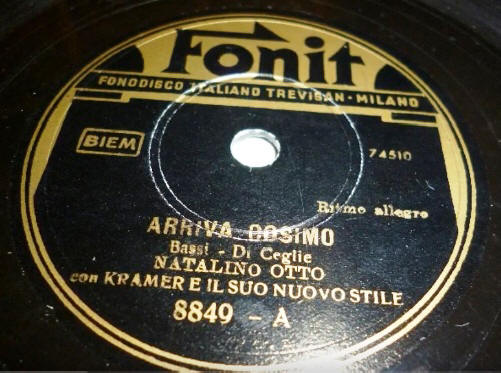 Fonit
FONODISCO ITALIANO TREVISAN · MILANO
BIEM
74510
Ritmo allegro
ARRIVA COSIMO
Bassi - Di Ceglie
NATALINO OTTO
con KRAMER E IL SUO NUOVO STILE
8849 - A